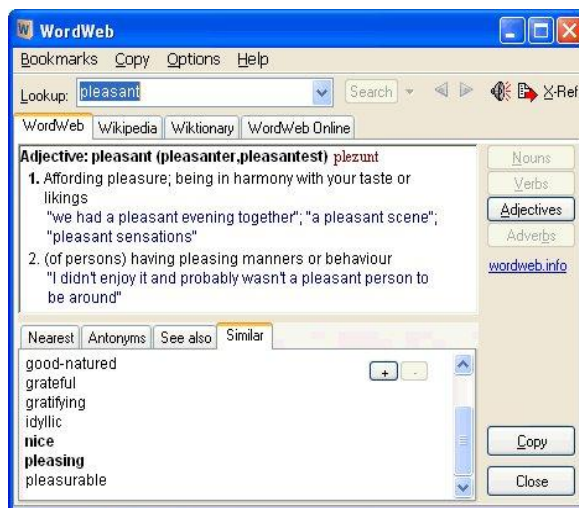 WordWeb
Bookmarks Copy Options Help
Lookup: pleasant Search X-Ref
WordWeb Wikipedia Wiktionary WordWeb Online
Adjective: pleasant (pleasanter,pleasantest) plezunt
1. Affording pleasure; being in harmony with your taste or
likings
"we had a pleasant evening together"; "a pleasant scene";
"pleasant sensations"
2. (of persons) having pleasing manners or behaviour
"I didn't enjoy it and probably wasn't a pleasant person to
be around"
Nouns
Verbs
Adjectives
Adverbs
wordweb.info
Nearest Antonyms See also Similar
good-natured
grateful
gratifying
idyllic
nice
pleasing
pleasurable
+ -
Copy
Close